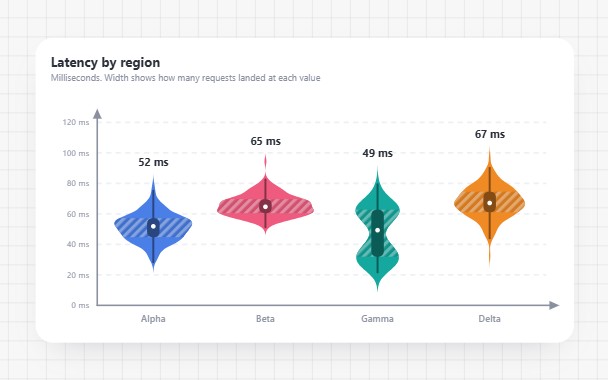 Latency by region
Milliseconds. Width shows how many requests landed at each value
120 ms
100 ms
80 ms
60 ms
40 ms
20 ms
0 ms
52 ms
65 ms
49 ms
67 ms
Alpha
Beta
Gamma
Delta